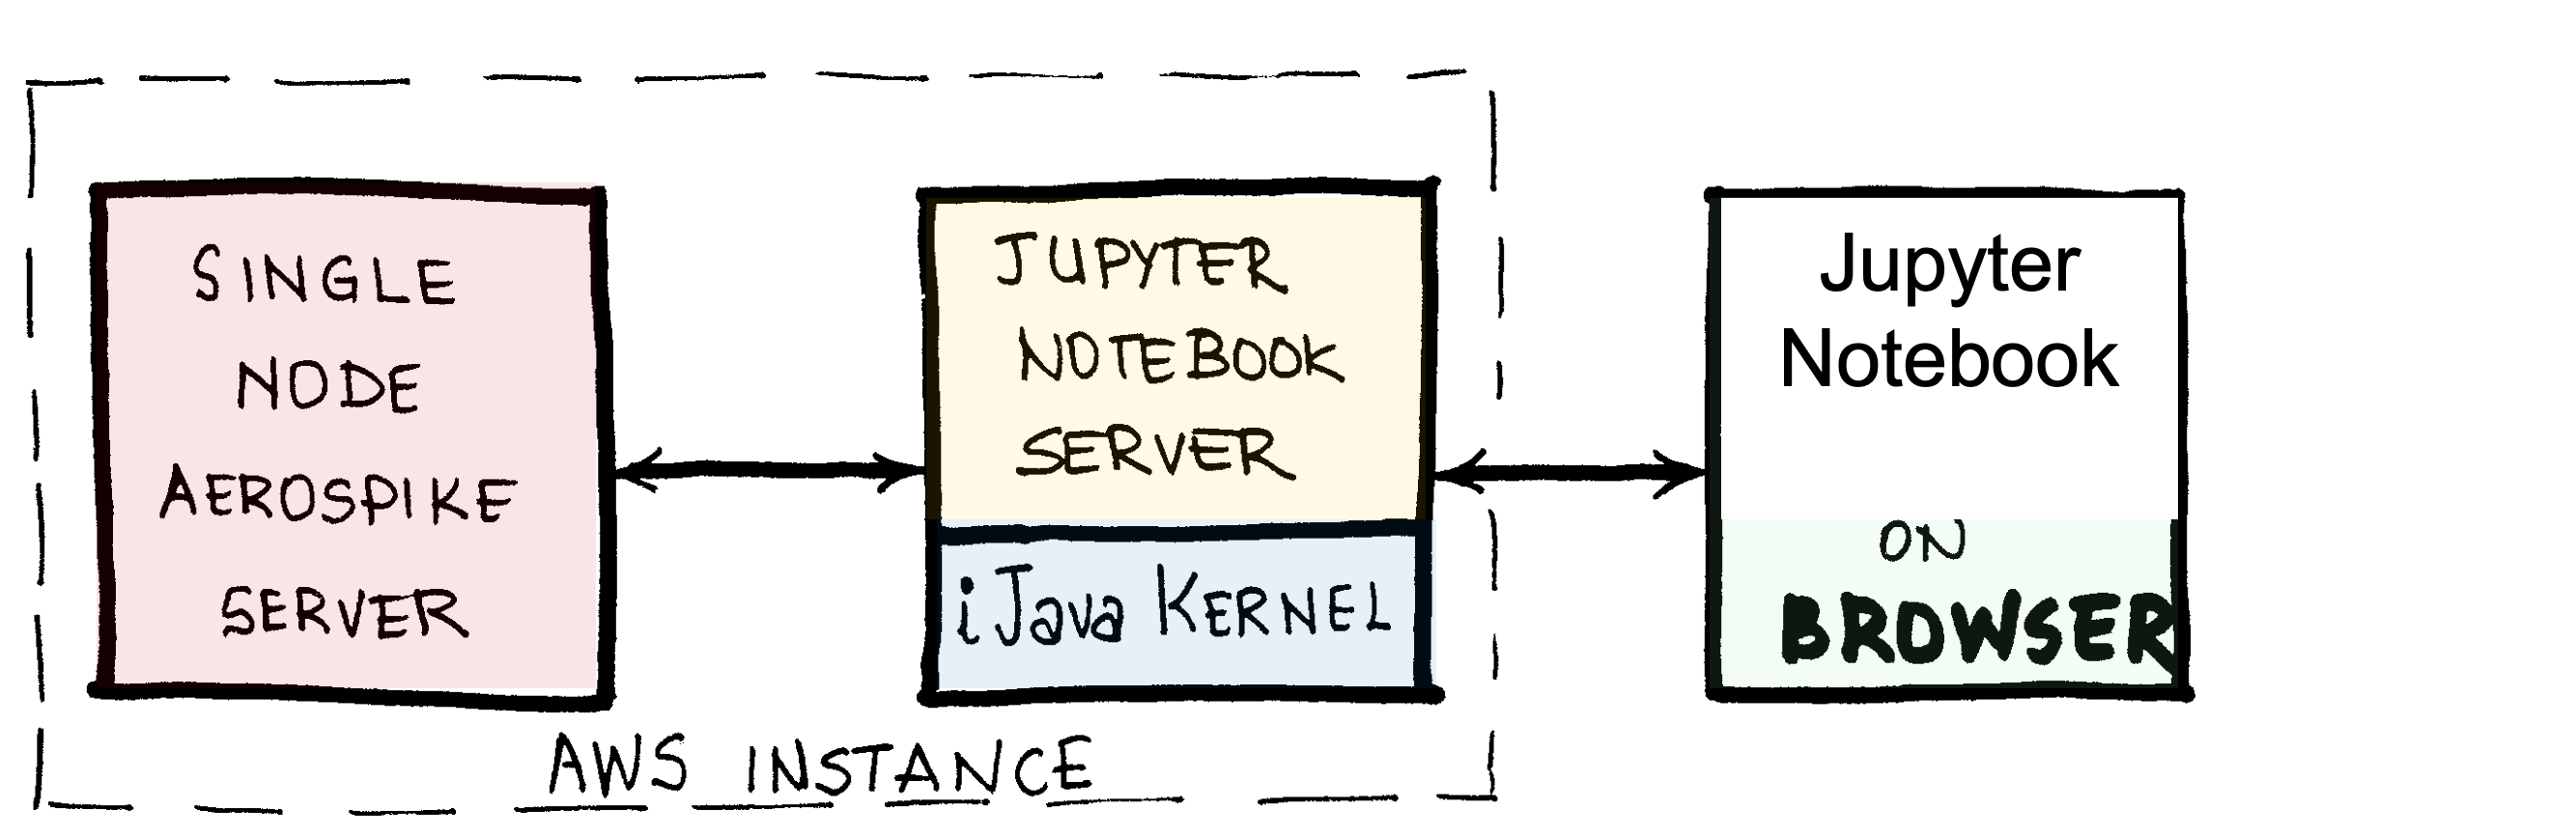 SINGLE
NODE
AEROSPIKE
SERVER
JUPYTER
NOTEBOOK
SERVER
iJava KERNEL
Jupyter
Notebook
ON
BROWSER
AWS INSTANCE